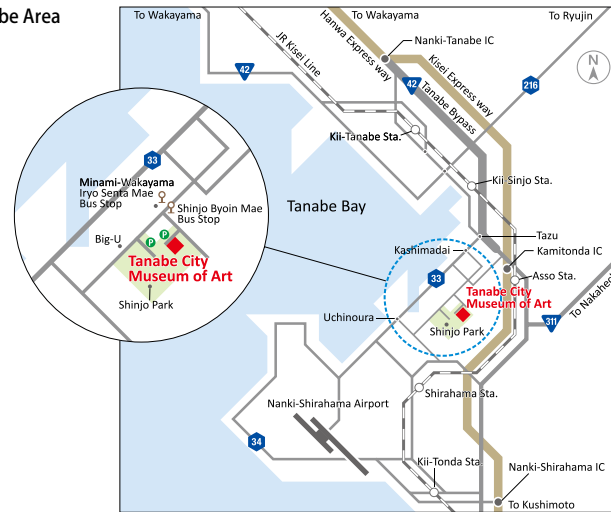 be Area
To Wakayama
To Wakayama
To Ryujin
JR Kisei Line
Hanwa Express way
Nanki-Tanabe IC
42
42
216
N
Kisei Express way
Tanabe Bypass
Kii-Tanabe Sta.
Kii-Sinjo Sta.
33
Minami-Wakayama
Iryo Senta Mae
Bus Stop
Shinjo Byoin Mae
Bus Stop
Tanabe Bay
Big-U
P
P
Tanabe City
Museum of Art
Shinjo Park
Tazu
Kashimadai
Kamitonda IC
33
Asso Sta.
Tanabe City
Museum of Art
To Nakahec
Uchinoura
Shinjo Park
311
Shirahama Sta.
Nanki-Shirahama Airport
34
Kii-Tonda Sta.
Nanki-Shirahama IC
To Kushimoto